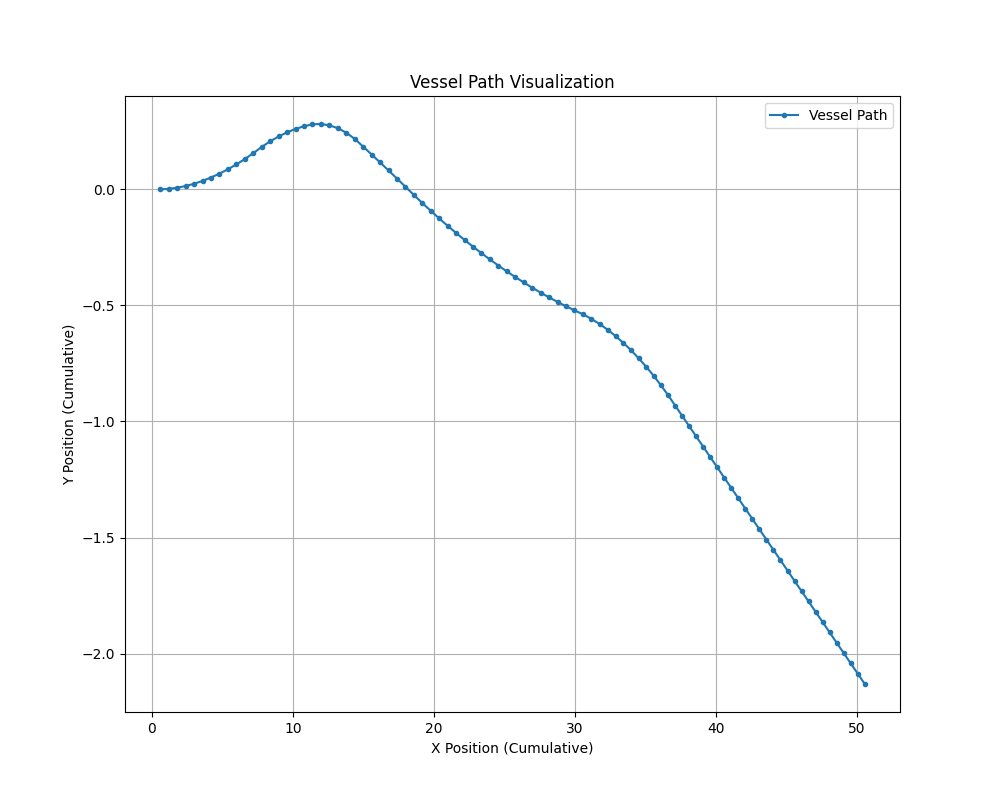 Vessel Path Visualization
Vessel Path
0.0
−0.5
−1.0
−1.5
−2.0
Y Position (Cumulative)
0 10 20 30 40 50
X Position (Cumulative)